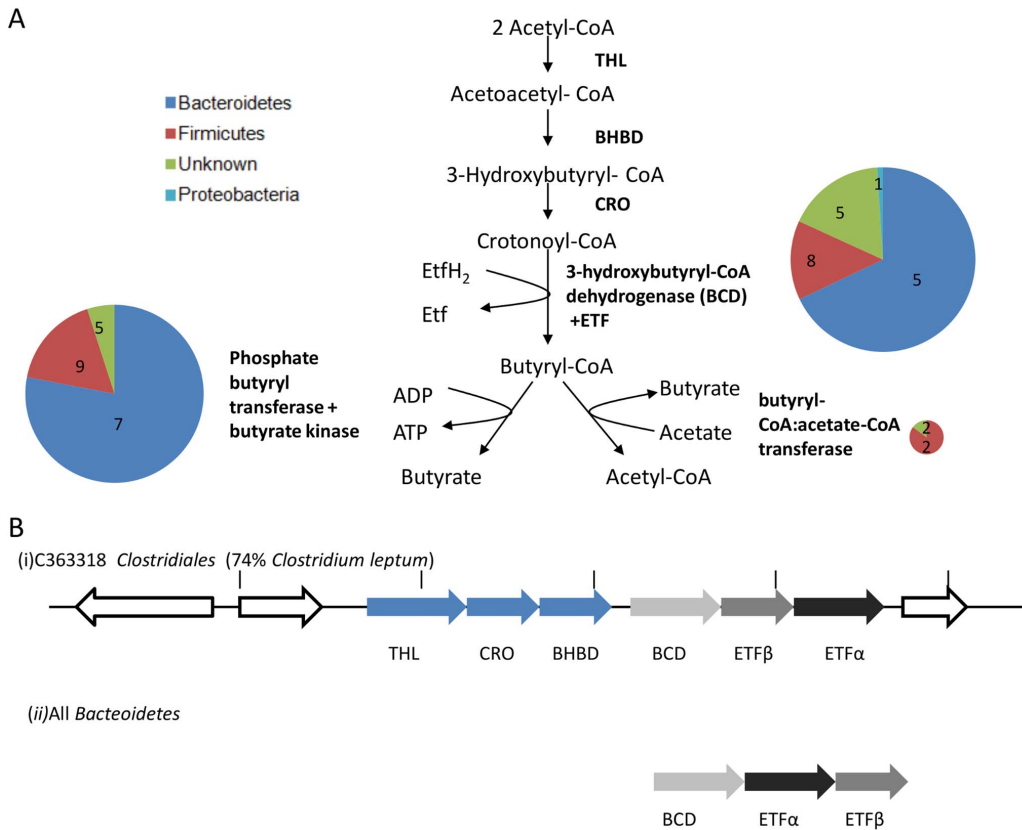 A
2 Acetyl-CoA
THL
Acetoacetyl- CoA
BHBD
3-Hydroxybutyryl- CoA
CRO
Crotonoyl-CoA
EtfH2
Etf
3-hydroxybutyryl-CoA
dehydrogenase (BCD)
+ETF
Butyryl-CoA
ADP
ATP
Butyrate
Butyrate
Acetate
Acetyl-CoA
Bacteroidetes
Firmicutes
Unknown
Proteobacteria
1
5
8
5
5
9
7
Phosphate
butyryl
transferase +
butyrate kinase
butyryl-
CoA:acetate-CoA
transferase
2
2
B
(i)C363318 Clostridiales (74% Clostridium leptum)
THL CRO BHBD BCD ETFβ ETFα
(ii)All Bacteoidetes
BCD ETFα ETFβ